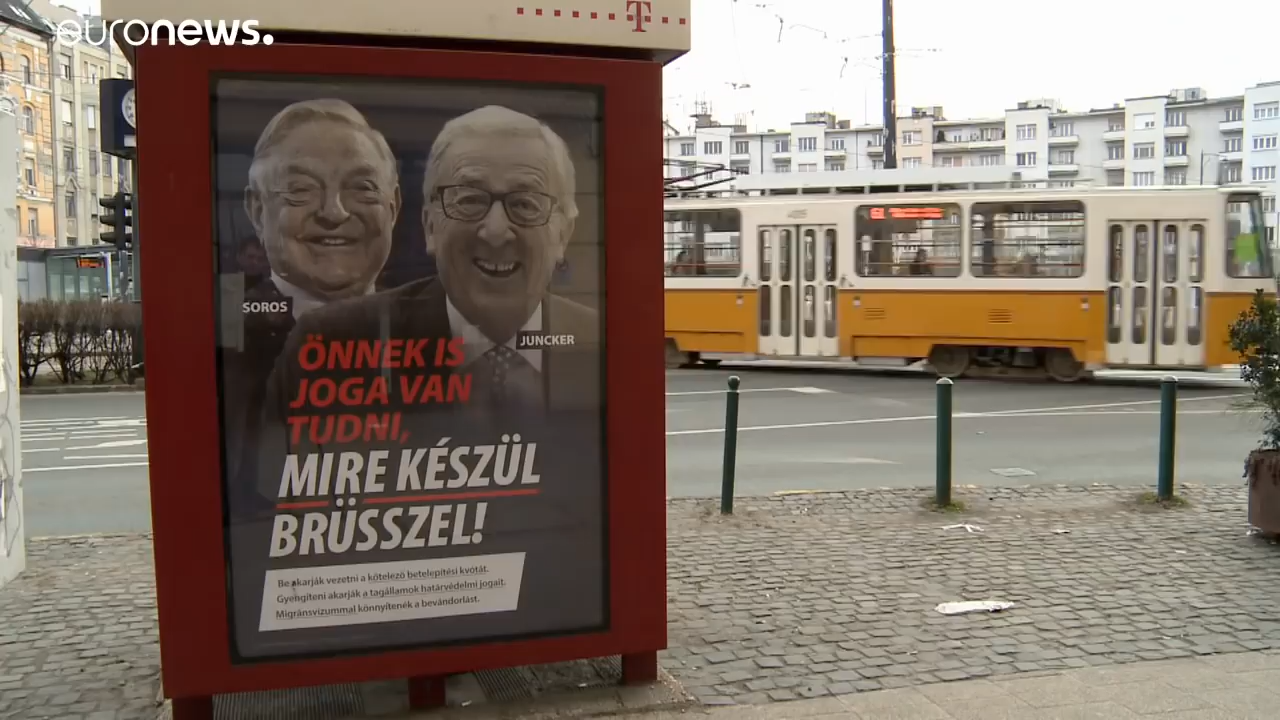 euronews.
T
SOROS
JUNCKER
ÖNNEK IS
JOGA VAN
TUDNI,
MIRE KÉSZÜL
BRÜSSZEL!
Be akarják vezetni a kötelező betelepítési kvótát.
Gyengíteni akarják a tagállamok határvédelmi jogait.
Migránsvízummal könnyítenék a bevándorlást.